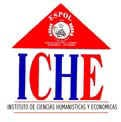 ESPOL
ICHE
INSTITUTO DE CIENCIAS HUMANISTICAS Y ECONOMICAS